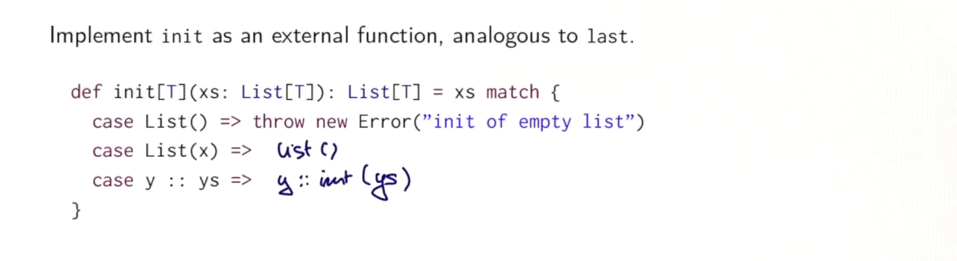 Implement init as an external function, analogous to last.
def init[T](xs: List[T]): List[T] = xs match {
case List() => throw new Error("init of empty list")
case List(x) => List()
case y :: ys => y :: init (ys)
}